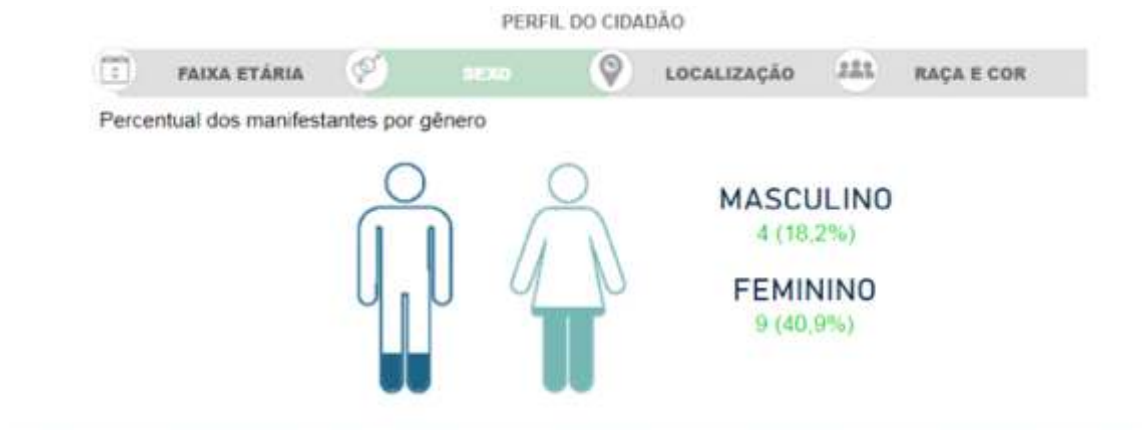 PERFIL DO CIDADÃO
FAIXA ETÁRIA SEXO LOCALIZAÇÃO RAÇA E COR
Percentual dos manifestantes por gênero
MASCULINO
4 (18,2%)
FEMININO
9 (40,9%)